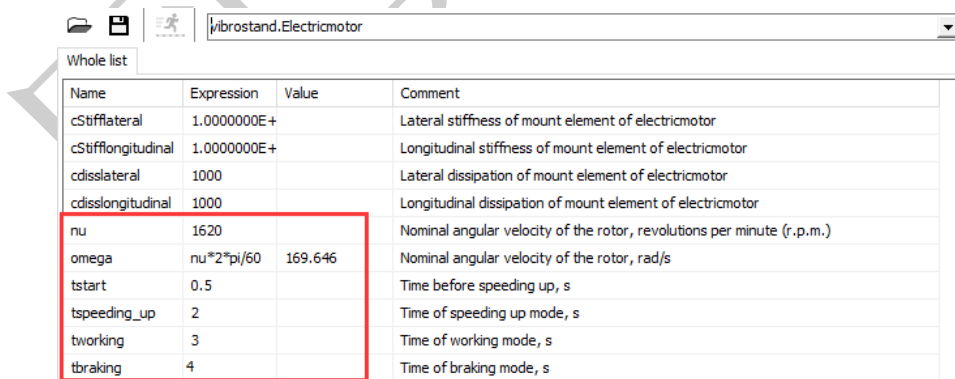 vibrostand.Electricmotor
Whole list
Name Expression Value Comment
cStifflateral 1.0000000E+ Lateral stiffness of mount element of electricmotor
cStifflongitudinal 1.0000000E+ Longitudinal stiffness of mount element of electricmotor
cdisslateral 1000 Lateral dissipation of mount element of electricmotor
cdisslongitudinal 1000 Longitudinal dissipation of mount element of electricmotor
nu 1620 Nominal angular velocity of the rotor, revolutions per minute (r.p.m.)
omega nu*2*pi/60 169.646 Nominal angular velocity of the rotor, rad/s
tstart 0.5 Time before speeding up, s
tspeeding_up 2 Time of speeding up mode, s
tworking 3 Time of working mode, s
tbraking 4 Time of braking mode, s